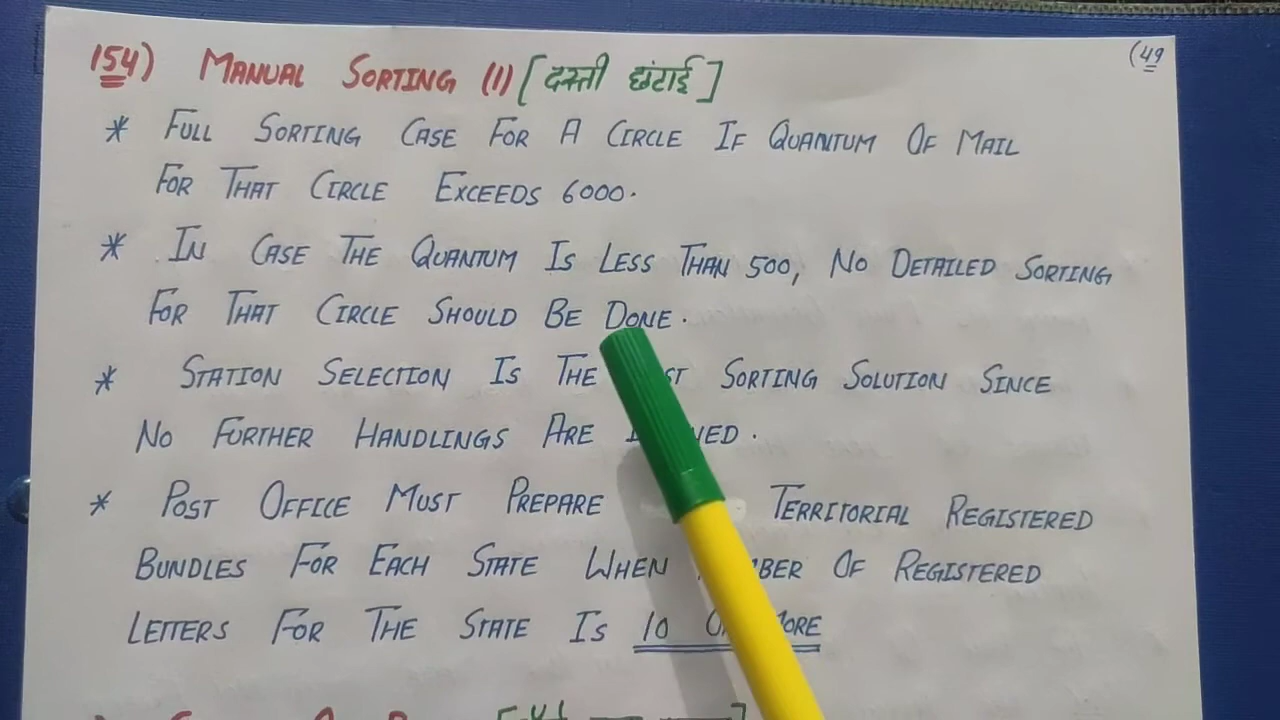 (49
154) MANUAL SORTING (1) [दस्ती छंटाई]
* FULL SORTING CASE FOR A CIRCLE IF QUANTUM OF MAIL
FOR THAT CIRCLE EXCEEDS 6000.
* IN CASE THE QUANTUM IS LESS THAN 500, NO DETAILED SORTING
FOR THAT CIRCLE SHOULD BE DONE.
* STATION SELECTION IS THE SORTING SOLUTION SINCE
NO FURTHER HANDLINGS ARE .
* POST OFFICE MUST PREPARE TERRITORIAL REGISTERED
BUNDLES FOR EACH STATE WHEN OF REGISTERED
LETTERS FOR THE STATE IS 10 OR MORE